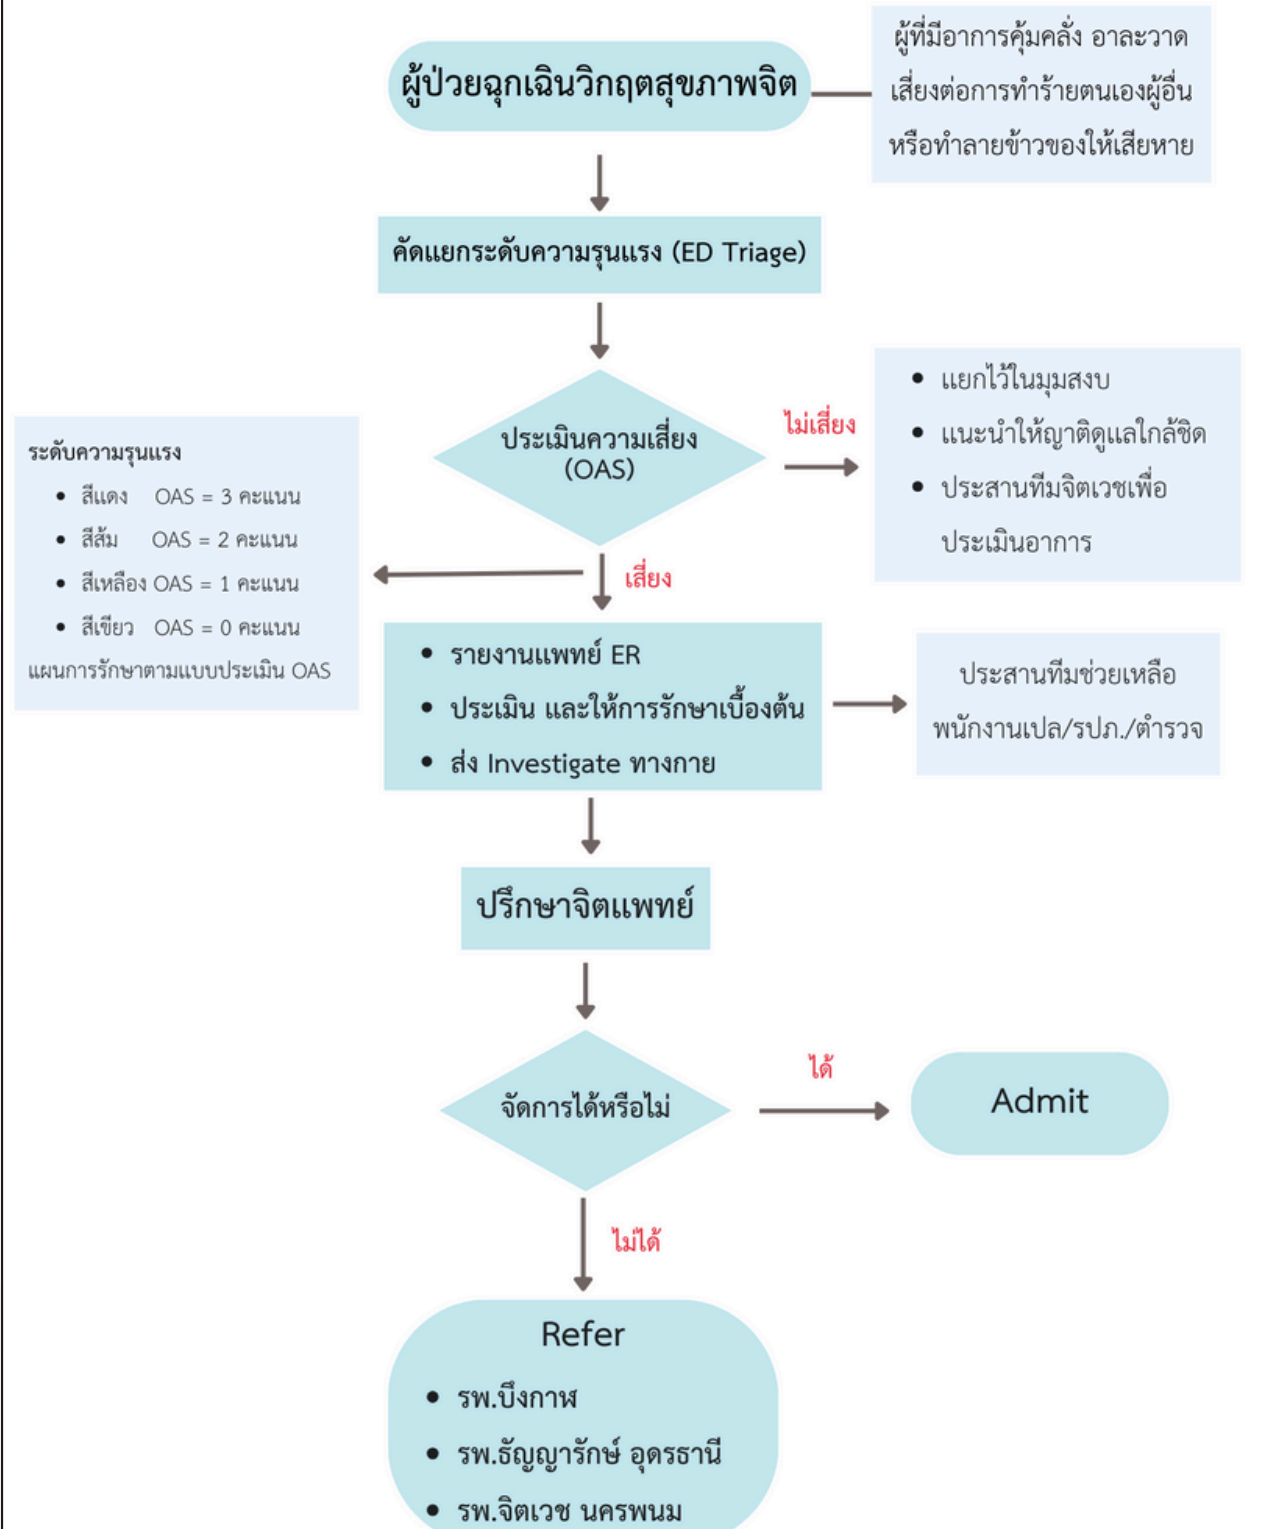 ผู้ป่วยฉุกเฉินวิกฤตสุขภาพจิต
ผู้ที่มีอาการคุ้มคลั่ง อาละวาด
เสี่ยงต่อการทำร้ายตนเองผู้อื่น
หรือทำลายข้าวของให้เสียหาย
คัดแยกระดับความรุนแรง (ED Triage)
ประเมินความเสี่ยง
(OAS)
ไม่เสี่ยง
• แยกไว้ในมุมสงบ
• แนะนำให้ญาติดูแลใกล้ชิด
• ประสานทีมจิตเวชเพื่อ
ประเมินอาการ
เสี่ยง
ระดับความรุนแรง
• สีแดง OAS = 3 คะแนน
• สีส้ม OAS = 2 คะแนน
• สีเหลือง OAS = 1 คะแนน
• สีเขียว OAS = 0 คะแนน
แผนการรักษาตามแบบประเมิน OAS
• รายงานแพทย์ ER
• ประเมิน และให้การรักษาเบื้องต้น
• ส่ง Investigate ทางกาย
ประสานทีมช่วยเหลือ
พนักงานเปล/รปภ./ตำรวจ
ปรึกษาจิตแพทย์
จัดการได้หรือไม่
ได้
Admit
ไม่ได้
Refer
• รพ.บึงกาฬ
• รพ.ธัญญารักษ์ อุดรธานี
• รพ.จิตเวช นครพนม